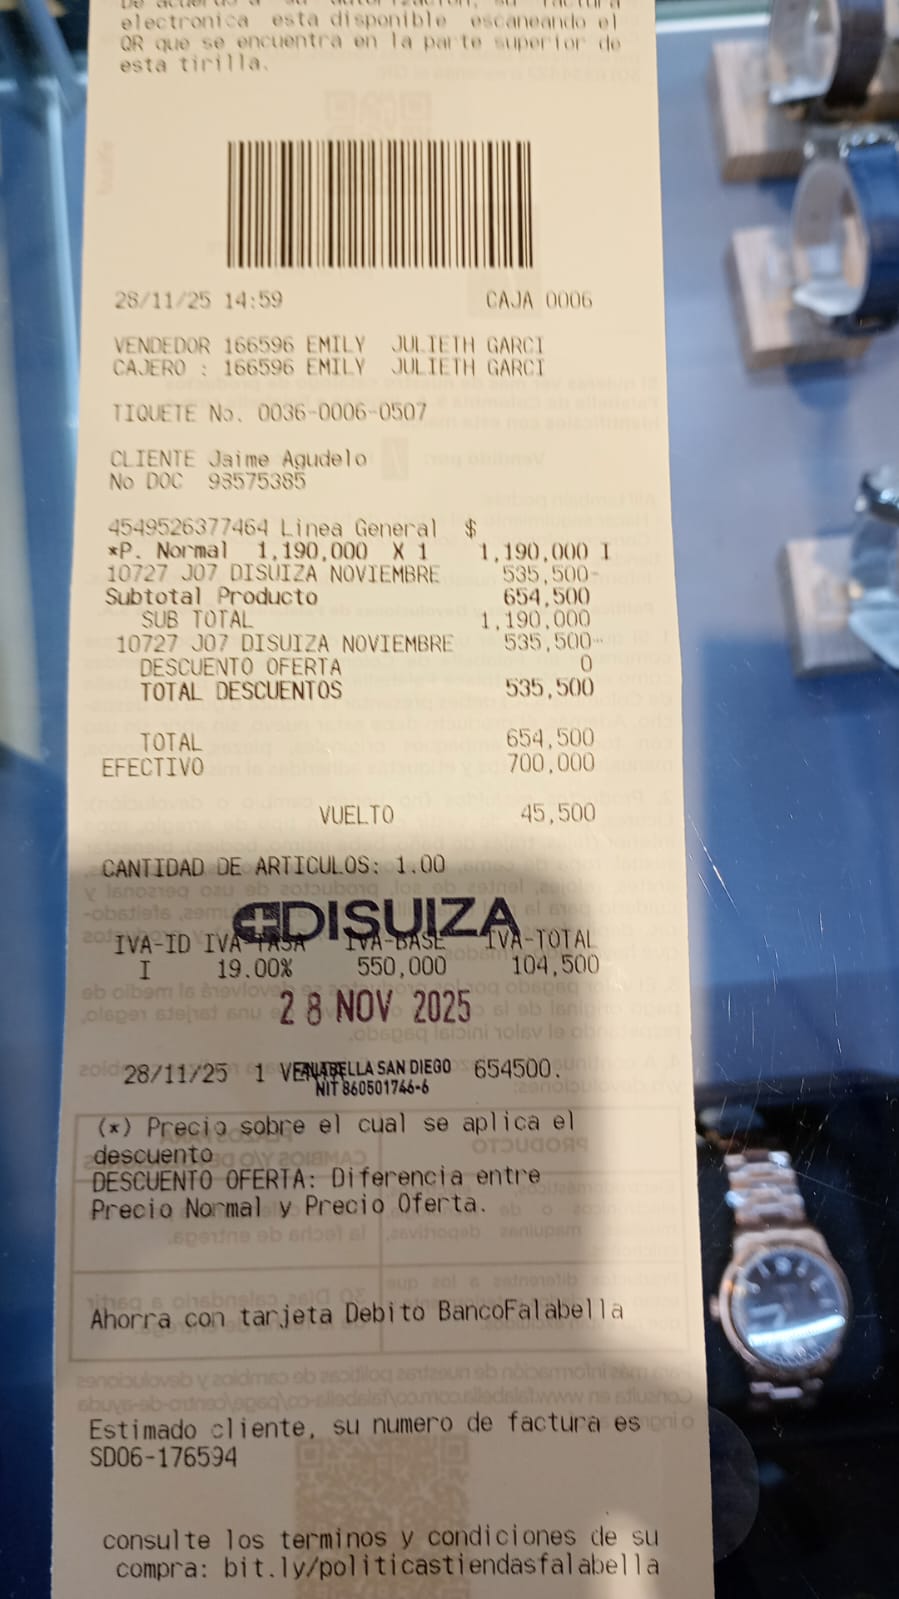 De acuerdo a su autorizacion, su factura
electronica esta disponible escaneando el
QR que se encuentra en la parte superior de
esta tirilla.
28/11/25 14:59 CAJA 0006
VENDEDOR 166596 EMILY JULIETH GARCI
CAJERO : 166596 EMILY JULIETH GARCI
TIQUETE No. 0036-0006-0507
CLIENTE Jaime Agudelo
No DOC 93575385
4549526377464 Linea General $
*P. Normal 1,190,000 X 1 1,190,000 I
10727 J07 DISUIZA NOVIEMBRE 535,500-
Subtotal Producto 654,500
SUB TOTAL 1,190,000
10727 J07 DISUIZA NOVIEMBRE 535,500-
DESCUENTO OFERTA 0
TOTAL DESCUENTOS 535,500
TOTAL 654,500
EFECTIVO 700,000
VUELTO 45,500
CANTIDAD DE ARTICULOS: 1.00
DISUIZA
IVA-ID IVA-TASA IVA-BASE IVA-TOTAL
I 19.00% 550,000 104,500
28 NOV 2025
28/11/25 1 654500.
FALABELLA SAN DIEGO
NIT 860501746-6
(*) Precio sobre el cual se aplica el
descuento
DESCUENTO OFERTA: Diferencia entre
Precio Normal y Precio Oferta.
Ahorra con tarjeta Debito BancoFalabella
Estimado cliente, su numero de factura es
SD06-176594
consulte los terminos y condiciones de su
compra: bit.ly/politicastiendasfalabella